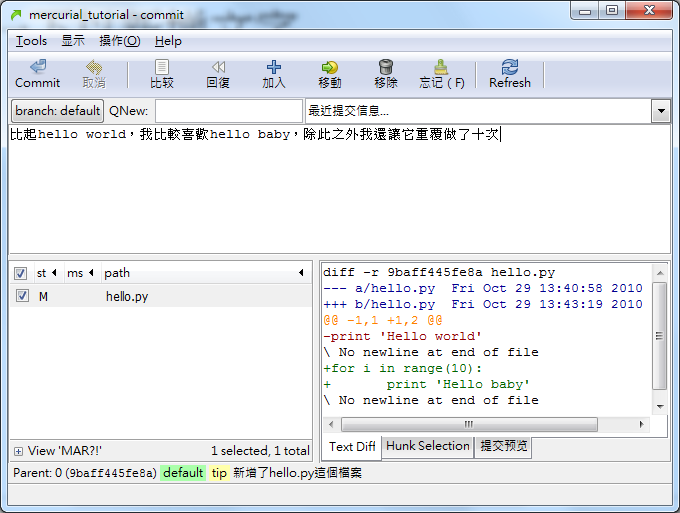 mercurial_tutorial - commit
Tools 显示 操作(O) Help
Commit 取消 比较 回復 加入 移動 移除 忘记 ( F) Refresh
branch: default QNew: 最近提交信息...
比起hello world，我比較喜歡hello baby，除此之外我還讓它重覆做了十次
st ms path
M hello.py
View 'MAR?!' 1 selected, 1 total
diff -r 9baff445fe8a hello.py
--- a/hello.py Fri Oct 29 13:40:58 2010
+++ b/hello.py Fri Oct 29 13:43:19 2010
@@ -1,1 +1,2 @@
-print 'Hello world'
\ No newline at end of file
+for i in range(10):
+ print 'Hello baby'
\ No newline at end of file
Text Diff Hunk Selection 提交预览
Parent: 0 (9baff445fe8a) default tip 新增了hello.py這個檔案